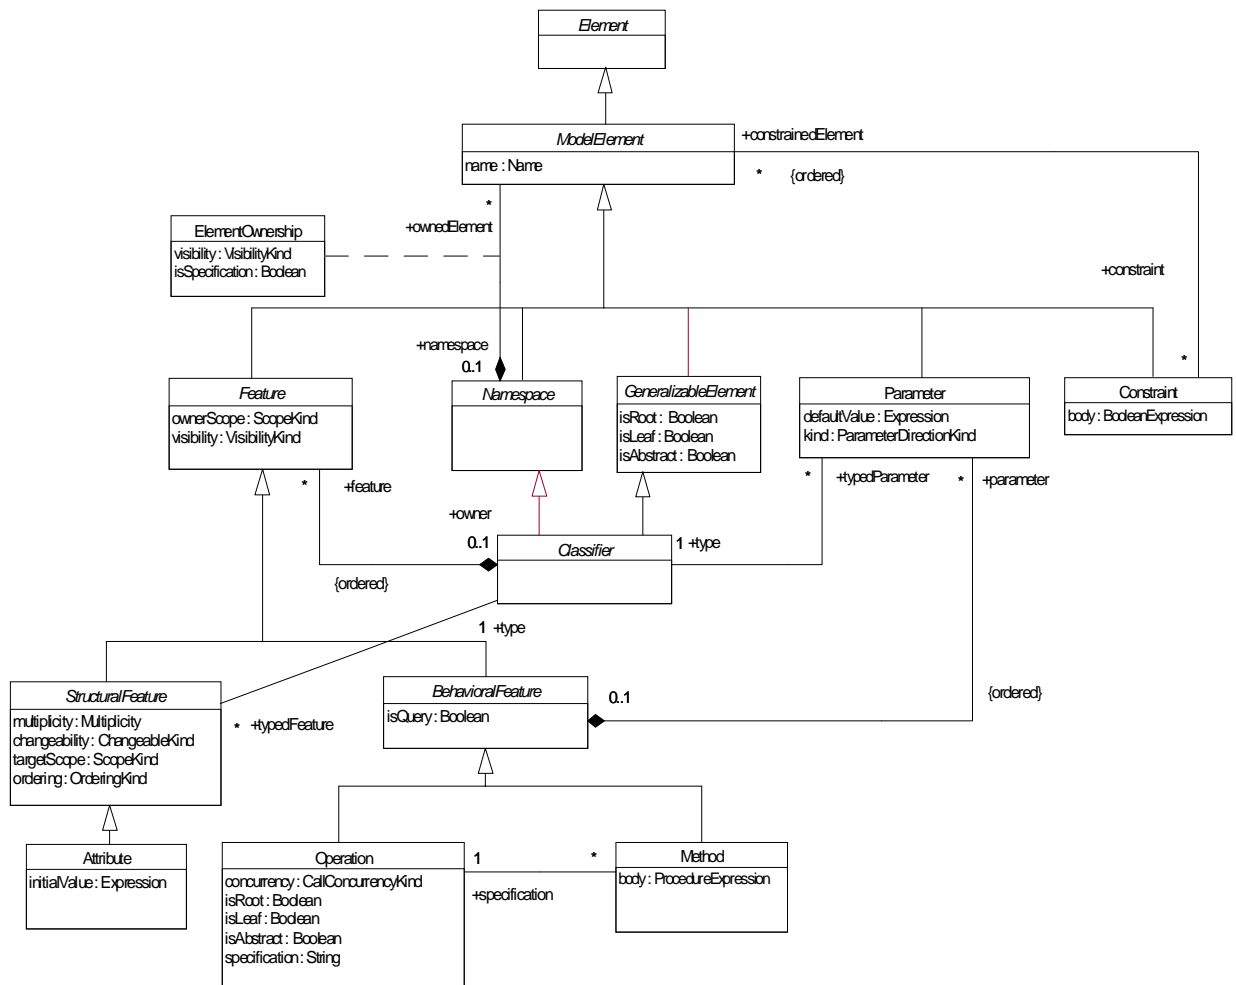 Element
ModelElement
name : Name
+constrainedElement
*
{ordered}
*
+ownedElement
ElementOwnership
visibility : VisibilityKind
isSpecification : Boolean
+constraint
*
+namespace
0..1
Feature
ownerScope : ScopeKind
visibility : VisibilityKind
Namespace
GeneralizableElement
isRoot : Boolean
isLeaf : Boolean
isAbstract : Boolean
Parameter
defaultValue : Expression
kind : ParameterDirectionKind
Constraint
body : BooleanExpression
*
+feature
*
+typedParameter
*
+parameter
+owner
0..1
Classifier
1
+type
{ordered}
1
+type
StructuralFeature
multiplicity : Multiplicity
changeability : ChangeableKind
targetScope : ScopeKind
ordering : OrderingKind
*
+typedFeature
BehavioralFeature
isQuery : Boolean
0..1
{ordered}
Attribute
initialValue : Expression
Operation
concurrency : CallConcurrencyKind
isRoot : Boolean
isLeaf : Boolean
isAbstract : Boolean
specification : String
1
*
+specification
Method
body : ProcedureExpression